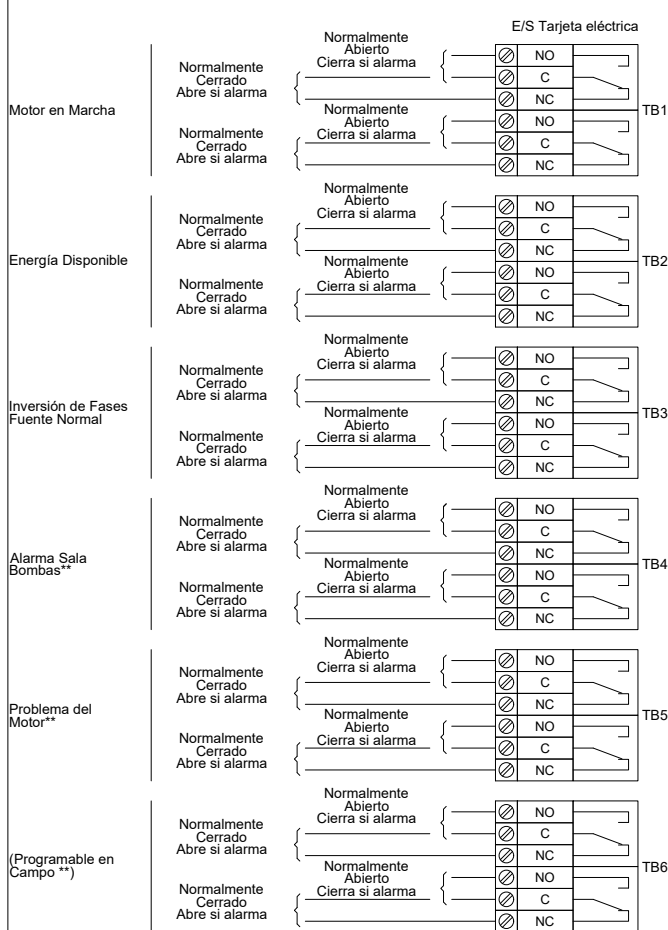 E/S Tarjeta eléctrica
Motor en Marcha
Normalmente
Cerrado
Abre si alarma
Normalmente
Abierto
Cierra si alarma
NO
C
NC
Normalmente
Cerrado
Abre si alarma
Normalmente
Abierto
Cierra si alarma
NO
C
NC
TB1
Energía Disponible
Normalmente
Cerrado
Abre si alarma
Normalmente
Abierto
Cierra si alarma
NO
C
NC
Normalmente
Cerrado
Abre si alarma
Normalmente
Abierto
Cierra si alarma
NO
C
NC
TB2
Inversión de Fases
Fuente Normal
Normalmente
Cerrado
Abre si alarma
Normalmente
Abierto
Cierra si alarma
NO
C
NC
Normalmente
Cerrado
Abre si alarma
Normalmente
Abierto
Cierra si alarma
NO
C
NC
TB3
Alarma Sala
Bombas**
Normalmente
Cerrado
Abre si alarma
Normalmente
Abierto
Cierra si alarma
NO
C
NC
Normalmente
Cerrado
Abre si alarma
Normalmente
Abierto
Cierra si alarma
NO
C
NC
TB4
Problema del
Motor**
Normalmente
Cerrado
Abre si alarma
Normalmente
Abierto
Cierra si alarma
NO
C
NC
Normalmente
Cerrado
Abre si alarma
Normalmente
Abierto
Cierra si alarma
NO
C
NC
TB5
(Programable en
Campo **)
Normalmente
Cerrado
Abre si alarma
Normalmente
Abierto
Cierra si alarma
NO
C
NC
Normalmente
Cerrado
Abre si alarma
Normalmente
Abierto
Cierra si alarma
NO
C
NC
TB6